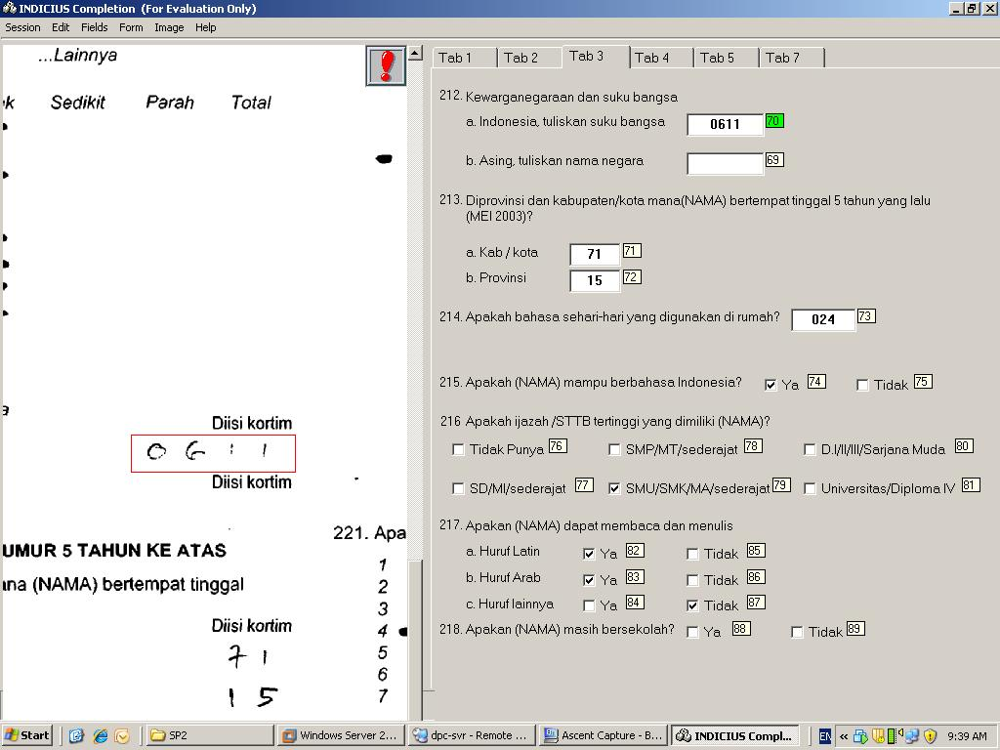 INDICIUS Completion (For Evaluation Only)
Session Edit Fields Form Image Help
...Lainnya
k Sedikit Parah Total
Diisi kortim
0 6 1 1
Diisi kortim
221. Apa
UMUR 5 TAHUN KE ATAS
1
ana (NAMA) bertempat tinggal
2
3
Diisi kortim
4
7 1
5
6
1 5
7
Tab 1 Tab 2 Tab 3 Tab 4 Tab 5 Tab 7
212. Kewarganegaraan dan suku bangsa
a. Indonesia, tuliskan suku bangsa 0611 70
b. Asing, tuliskan nama negara 69
213. Diprovinsi dan kabupaten/kota mana(NAMA) bertempat tinggal 5 tahun yang lalu
(MEI 2003)?
a. Kab / kota 71 71
b. Provinsi 15 72
214. Apakah bahasa sehari-hari yang digunakan di rumah? 024 73
215. Apakah (NAMA) mampu berbahasa Indonesia? Ya 74 Tidak 75
216 Apakah ijazah /STTB tertinggi yang dimiliki (NAMA)?
Tidak Punya 76 SMP/MT/sederajat 78 D.I/II/III/Sarjana Muda 80
SD/MI/sederajat 77 SMU/SMK/MA/sederajat 79 Universitas/Diploma IV 81
217. Apakan (NAMA) dapat membaca dan menulis
a. Huruf Latin Ya 82 Tidak 85
b. Huruf Arab Ya 83 Tidak 86
c. Huruf lainnya Ya 84 Tidak 87
218. Apakan (NAMA) masih bersekolah? Ya 88 Tidak 89
Start SP2 Windows Server 2... dpc-svr - Remote ... Ascent Capture - B... INDICIUS Compl... EN « 9:39 AM